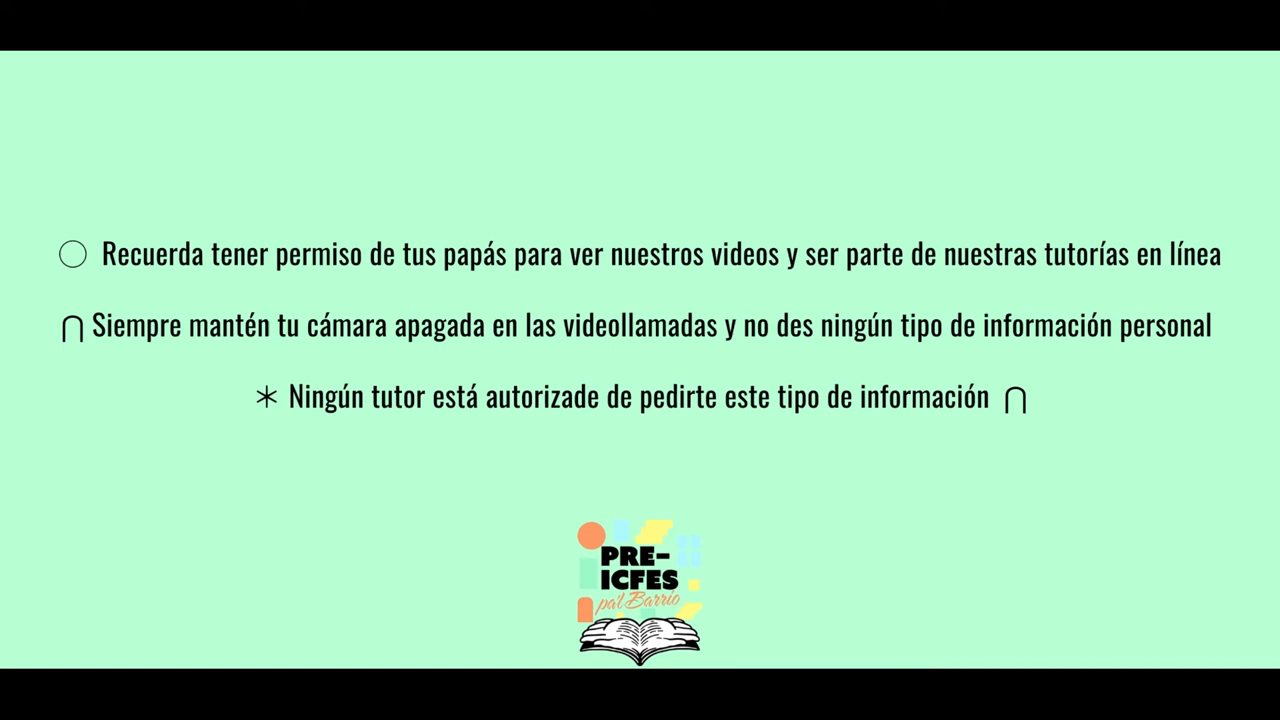 Recuerda tener permiso de tus papás para ver nuestros videos y ser parte de nuestras tutorías en línea
Siempre mantén tu cámara apagada en las videollamadas y no des ningún tipo de información personal
* Ningún tutor está autorizade de pedirte este tipo de información
PRE-
ICFES
pa'l Barrio